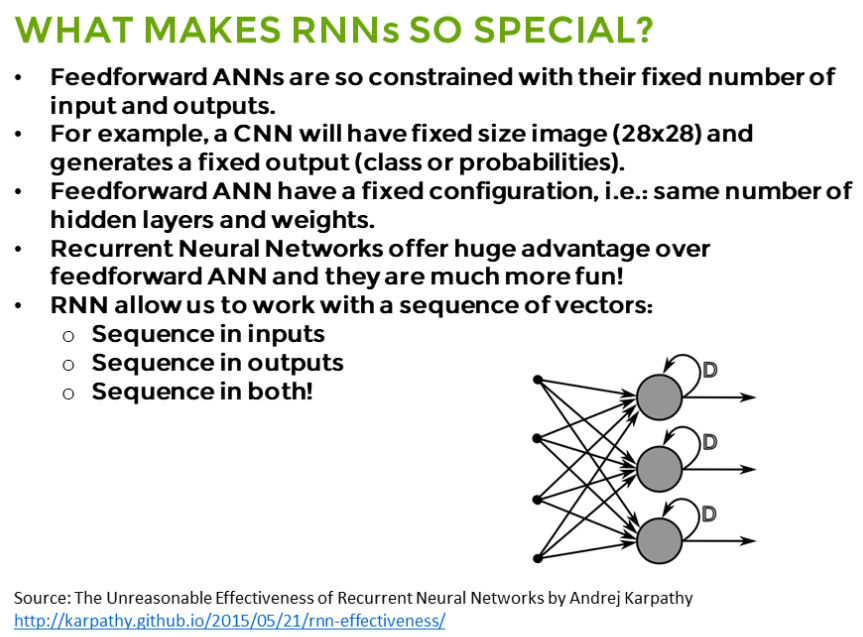 WHAT MAKES RNNs SO SPECIAL?
• Feedforward ANNs are so constrained with their fixed number of
input and outputs.
• For example, a CNN will have fixed size image (28x28) and
generates a fixed output (class or probabilities).
• Feedforward ANN have a fixed configuration, i.e.: same number of
hidden layers and weights.
• Recurrent Neural Networks offer huge advantage over
feedforward ANN and they are much more fun!
• RNN allow us to work with a sequence of vectors:
o Sequence in inputs
o Sequence in outputs
o Sequence in both!
D
D
D
Source: The Unreasonable Effectiveness of Recurrent Neural Networks by Andrej Karpathy
http://karpathy.github.io/2015/05/21/rnn-effectiveness/